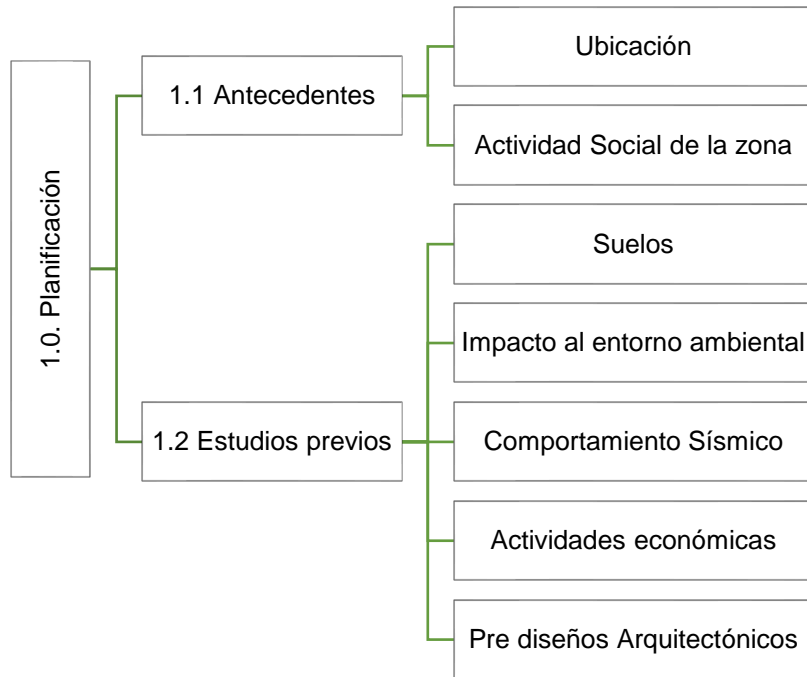 1.0. Planificación
1.1 Antecedentes
Ubicación
Actividad Social de la zona
1.2 Estudios previos
Suelos
Impacto al entorno ambiental
Comportamiento Sísmico
Actividades económicas
Pre diseños Arquitectónicos